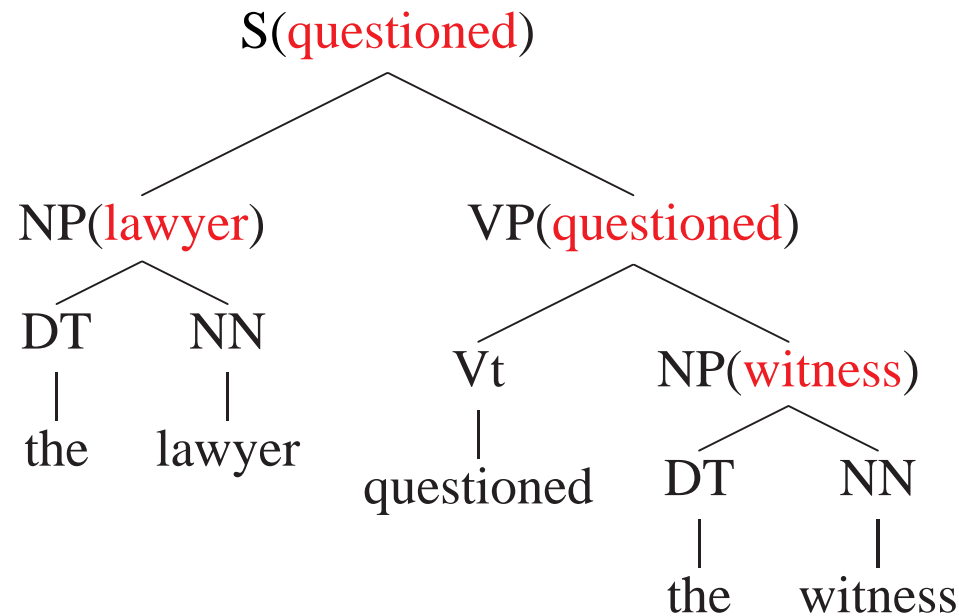 S(questioned)
NP(lawyer) VP(questioned)
DT NN
Vt NP(witness)
the lawyer
questioned
DT NN
the witness